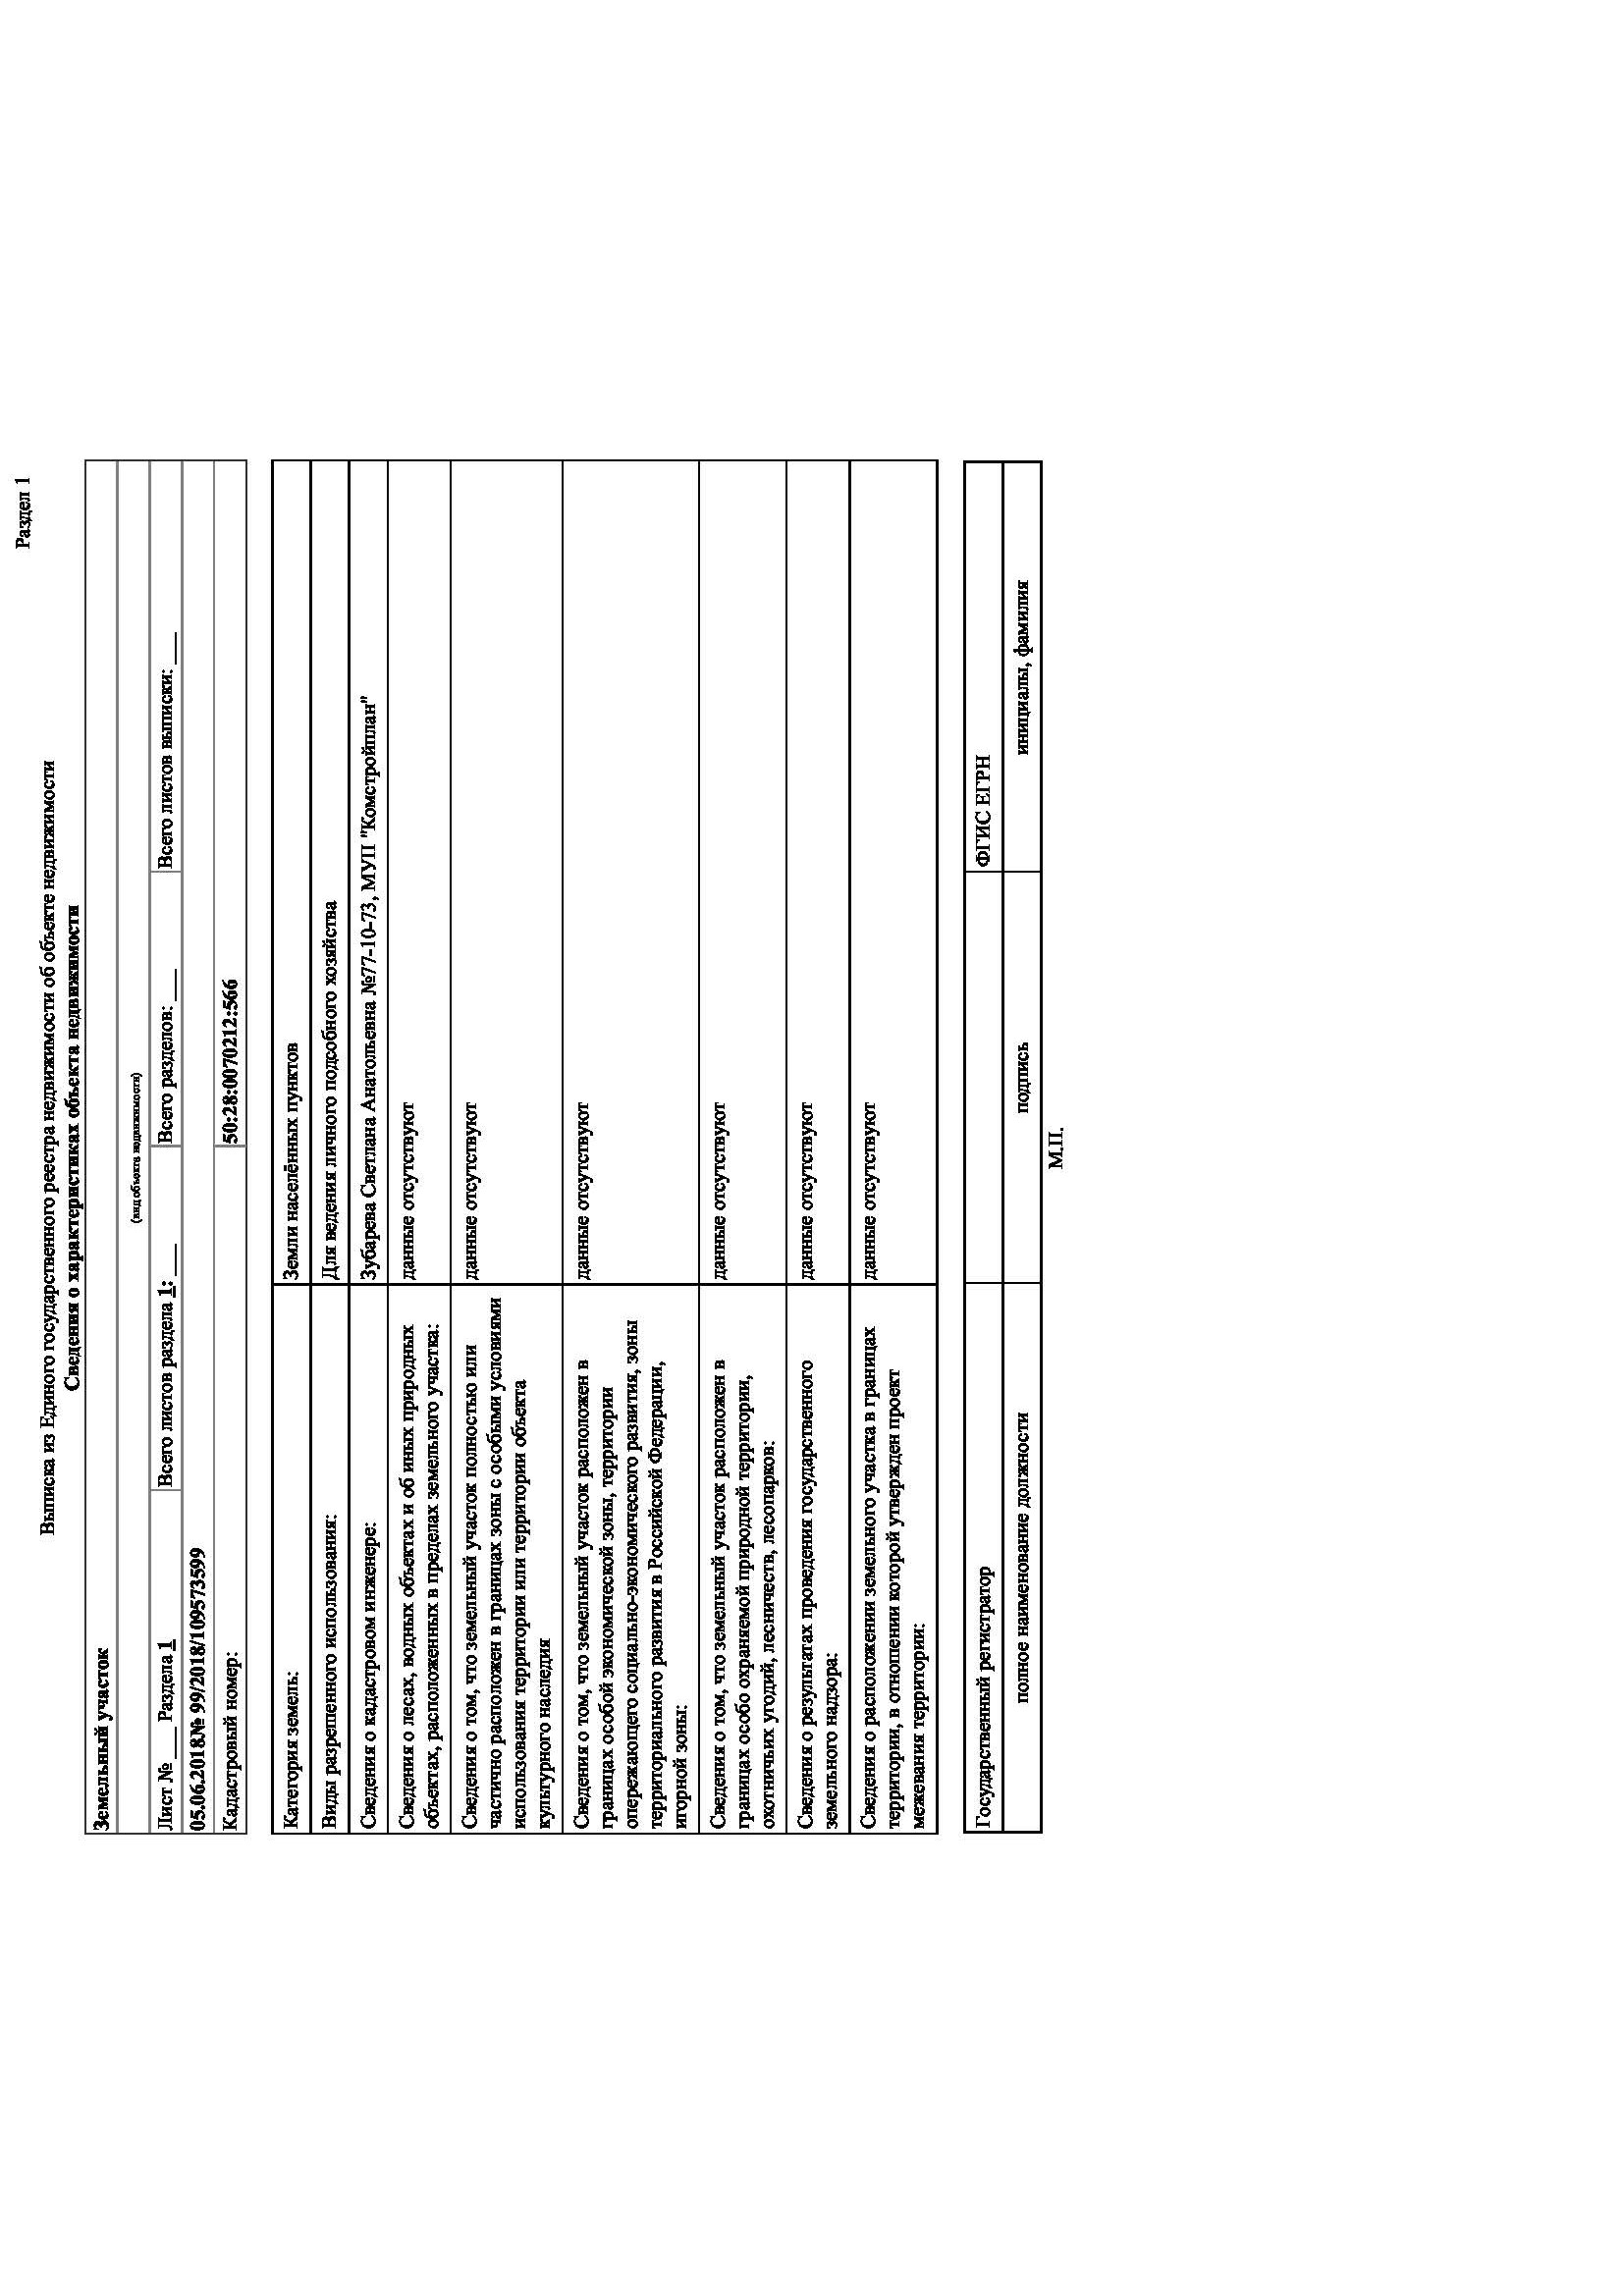 Раздел 1
Выписка из Единого государственного реестра недвижимости об объекте недвижимости
Сведения о характеристиках объекта недвижимости
Земельный участок
(вид объекта недвижимости)
Лист № ___ Раздела 1 Всего листов раздела 1: ___ Всего разделов: ___ Всего листов выписки: ___
05.06.2018№ 99/2018/109573599
Кадастровый номер: 50:28:0070212:566
Категория земель: Земли населённых пунктов
Виды разрешенного использования: Для ведения личного подсобного хозяйства
Сведения о кадастровом инженере: Зубарева Светлана Анатольевна №77-10-73, МУП "Комстройплан"
Сведения о лесах, водных объектах и об иных природных данные отсутствуют
объектах, расположенных в пределах земельного участка:
Сведения о том, что земельный участок полностью или данные отсутствуют
частично расположен в границах зоны с особыми условиями
использования территории или территории объекта
культурного наследия
Сведения о том, что земельный участок расположен в данные отсутствуют
границах особой экономической зоны, территории
опережающего социально-экономического развития, зоны
территориального развития в Российской Федерации,
игорной зоны:
Сведения о том, что земельный участок расположен в данные отсутствуют
границах особо охраняемой природной территории,
охотничьих угодий, лесничеств, лесопарков:
Сведения о результатах проведения государственного данные отсутствуют
земельного надзора:
Сведения о расположении земельного участка в границах данные отсутствуют
территории, в отношении которой утвержден проект
межевания территории:
Государственный регистратор ФГИС ЕГРН
полное наименование должности подпись инициалы, фамилия
М.П.